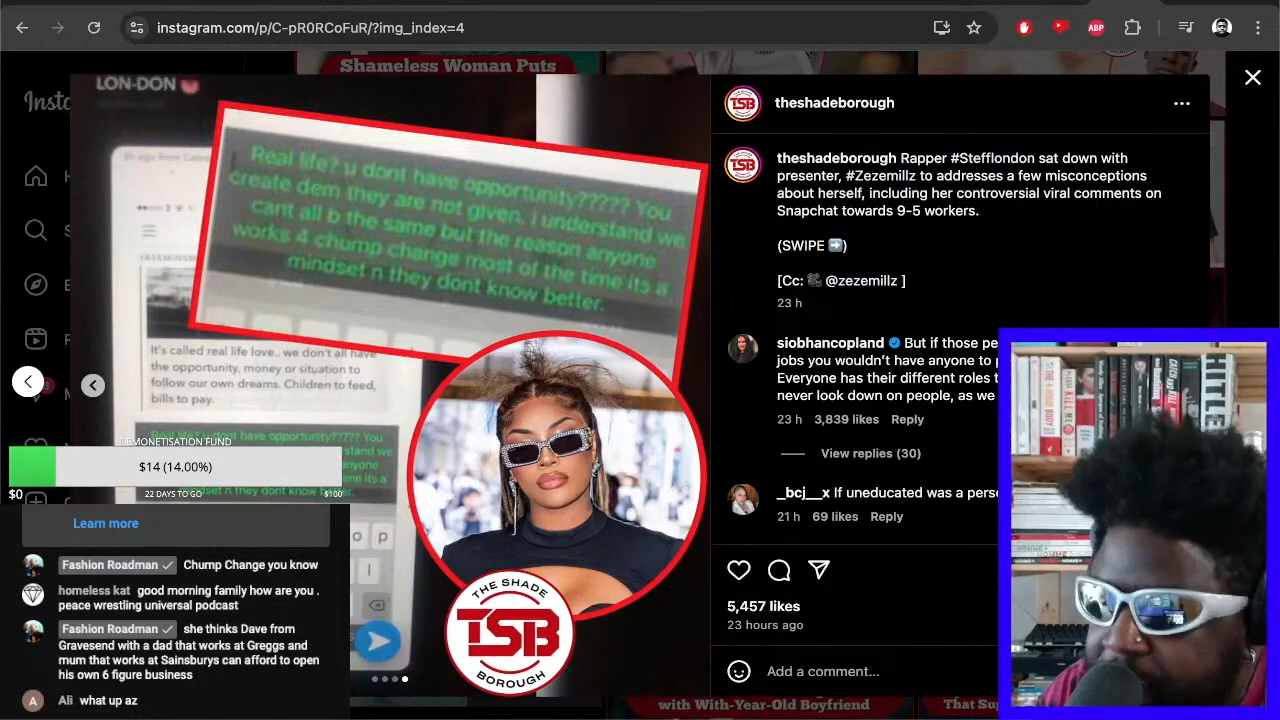 instagram.com/p/C-pR0RCoFuR/?img_index=4
ABP
Shameless Woman Puts
LON-DON
Real life? u dont have opportunity????? You
create dem they are not given. i understand we
cant all b the same but the reason anyone
works 4 chump change most of the time its a
mindset n they dont know better.
It's called real life love.. we don't all have
the opportunity, money or situation to
follow our own dreams. Children to feed,
bills to pay.
THE SHADE
TSB
BOROUGH
TSB
theshadeborough
TSB
theshadeborough Rapper #Stefflondon sat down with
presenter, #Zezemillz to addresses a few misconceptions
about herself, including her controversial viral comments on
Snapchat towards 9-5 workers.
(SWIPE ➡️)
[Cc: 🎥 @zezemillz ]
23 h
siobhancopland But if those pe
jobs you wouldn't have anyone to
Everyone has their different roles
never look down on people, as we
23 h 3,839 likes Reply
View replies (30)
_bcj__x If uneducated was a pers
21 h 69 likes Reply
5,457 likes
23 hours ago
Add a comment...
DEMONETISATION FUND
$14 (14.00%)
$0 22 DAYS TO GO $100
Learn more
Fashion Roadman Chump Change you know
homeless kat good morning family how are you .
peace wrestling universal podcast
Fashion Roadman she thinks Dave from
Gravesend with a dad that works at Greggs and
mum that works at Sainsburys can afford to open
his own 6 figure business
A Ali what up az
with With-Year-Old Boyfriend
HITLER